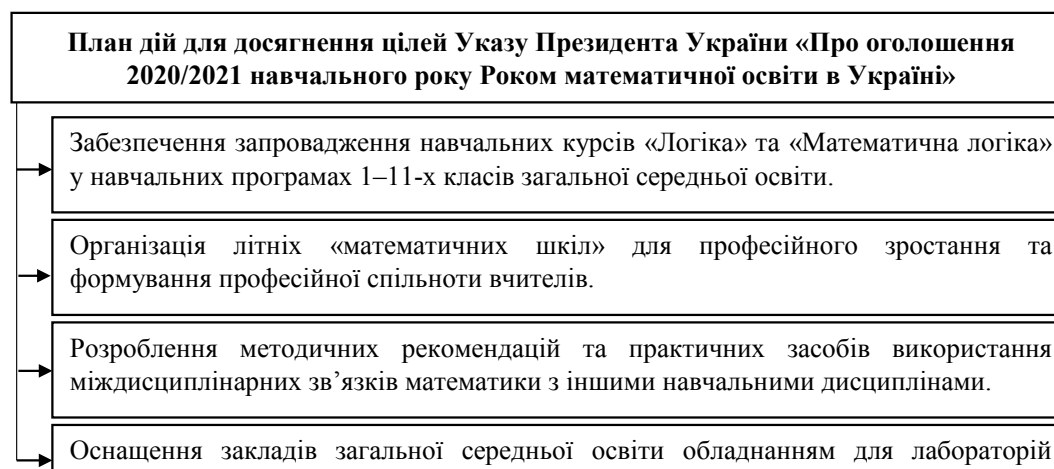 План дій для досягнення цілей Указу Президента України «Про оголошення
2020/2021 навчального року Роком математичної освіти в Україні»
Забезпечення запровадження навчальних курсів «Логіка» та «Математична логіка»
у навчальних програмах 1–11-х класів загальної середньої освіти.
Організація літніх «математичних шкіл» для професійного зростання та
формування професійної спільноти вчителів.
Розроблення методичних рекомендацій та практичних засобів використання
міждисциплінарних зв’язків математики з іншими навчальними дисциплінами.
Оснащення закладів загальної середньої освіти обладнанням для лабораторій